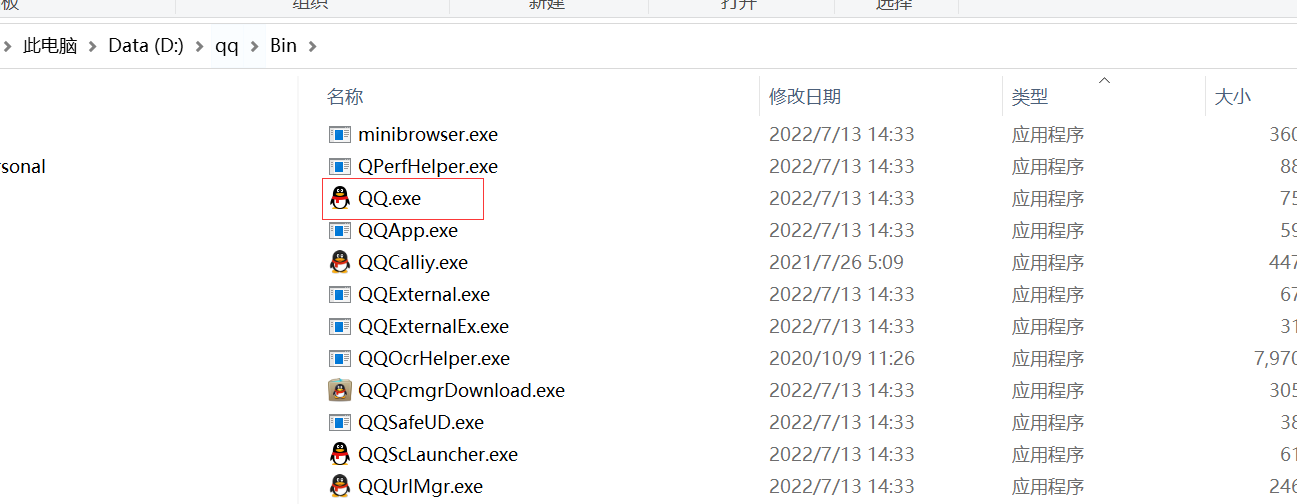 组织 新建 打开 选择
此电脑 > Data (D:) > qq > Bin >
名称 修改日期 类型 大小
minibrowser.exe 2022/7/13 14:33 应用程序 360
rsonal
QPerfHelper.exe 2022/7/13 14:33 应用程序 88
QQ.exe 2022/7/13 14:33 应用程序 75
QQApp.exe 2022/7/13 14:33 应用程序 59
QQCalliy.exe 2021/7/26 5:09 应用程序 447
QQExternal.exe 2022/7/13 14:33 应用程序 67
QQExternalEx.exe 2022/7/13 14:33 应用程序 31
QQOcrHelper.exe 2020/10/9 11:26 应用程序 7,970
QQPcmgrDownload.exe 2022/7/13 14:33 应用程序 305
QQSafeUD.exe 2022/7/13 14:33 应用程序 38
QQScLauncher.exe 2022/7/13 14:33 应用程序 61
QQUrlMgr.exe 2022/7/13 14:33 应用程序 246